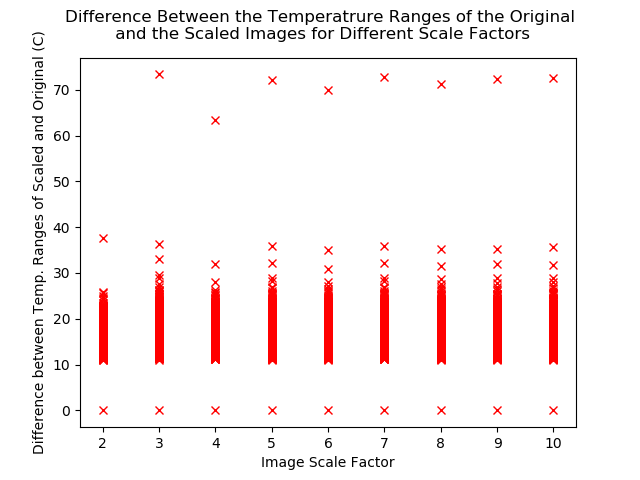 Difference Between the Temperatrure Ranges of the Original
and the Scaled Images for Different Scale Factors
Difference between Temp. Ranges of Scaled and Original (C)
70
60
50
40
30
20
10
0
2 3 4 5 6 7 8 9 10
Image Scale Factor